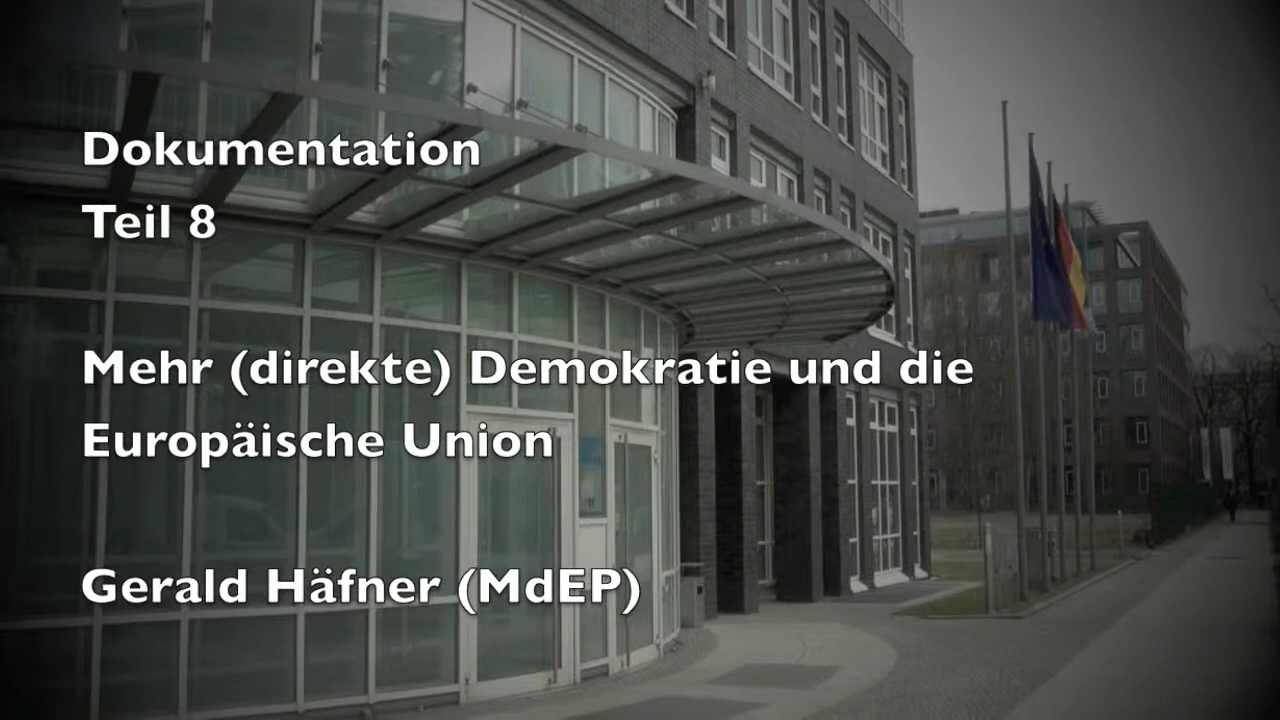 Dokumentation
Teil 8
Mehr (direkte) Demokratie und die
Europäische Union
Gerald Häfner (MdEP)